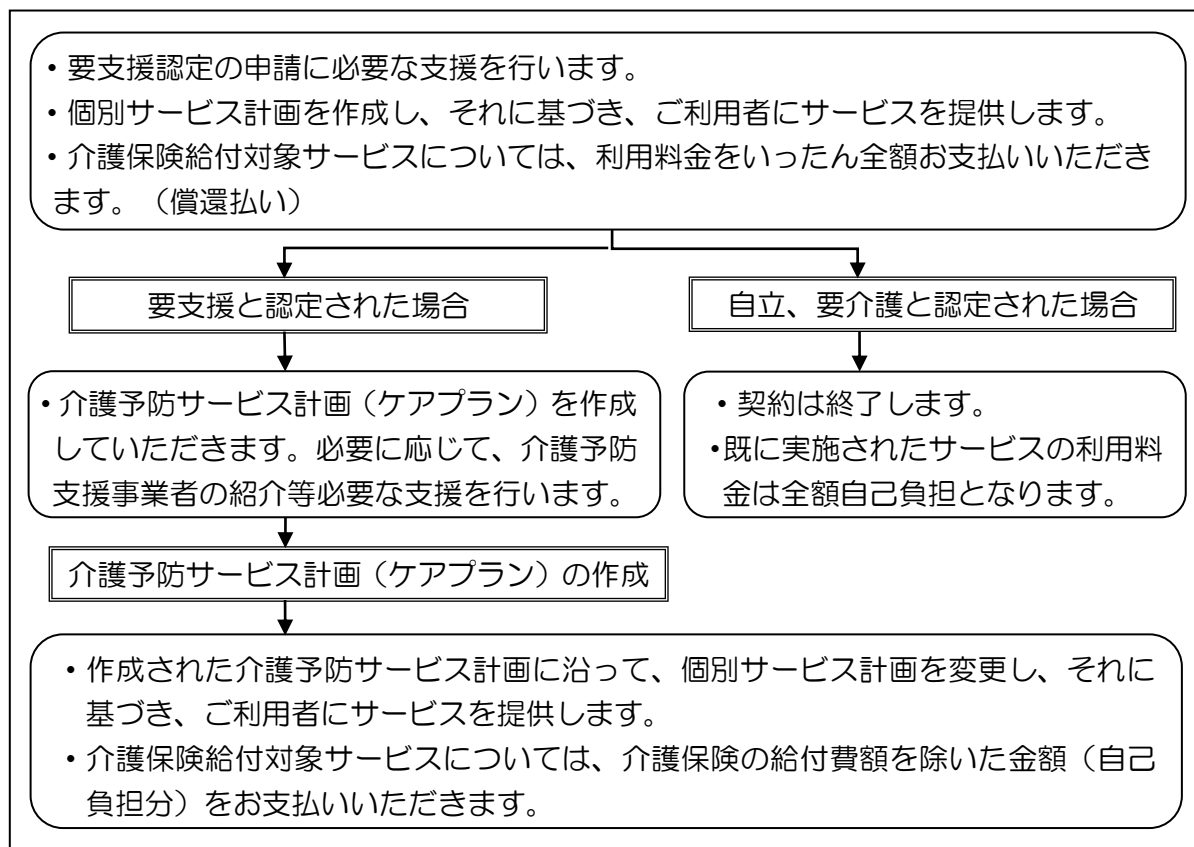 ・要支援認定の申請に必要な支援を行います。
・個別サービス計画を作成し、それに基づき、ご利用者にサービスを提供します。
・介護保険給付対象サービスについては、利用料金をいったん全額お支払いいただき
ます。（償還払い）
要支援と認定された場合
自立、要介護と認定された場合
・介護予防サービス計画（ケアプラン）を作成
していただきます。必要に応じて、介護予防
支援事業者の紹介等必要な支援を行います。
・契約は終了します。
・既に実施されたサービスの利用料
金は全額自己負担となります。
介護予防サービス計画（ケアプラン）の作成
・作成された介護予防サービス計画に沿って、個別サービス計画を変更し、それに
基づき、ご利用者にサービスを提供します。
・介護保険給付対象サービスについては、介護保険の給付費額を除いた金額（自己
負担分）をお支払いいただきます。